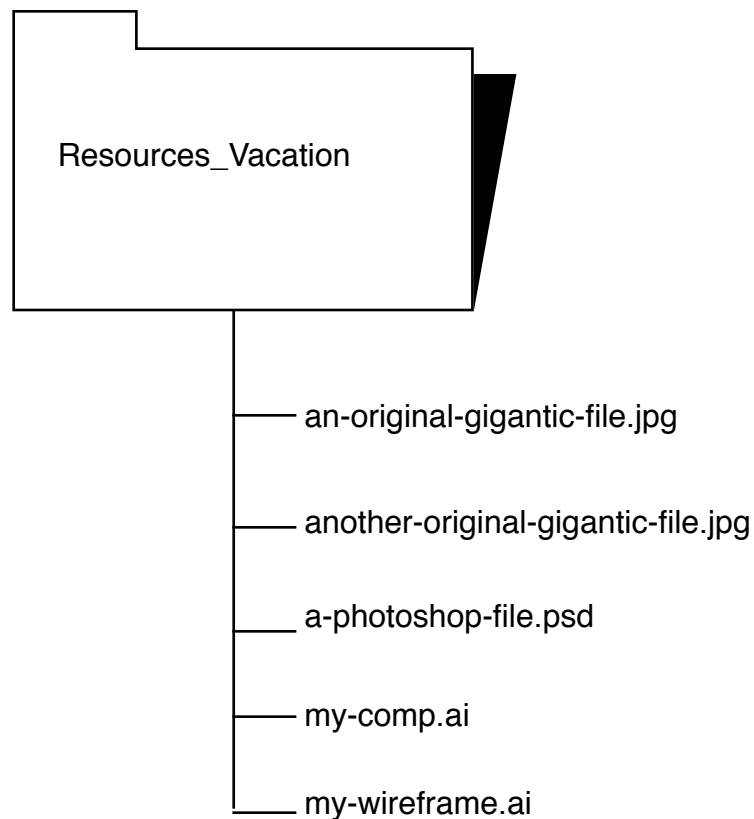 Resources_Vacation
an-original-gigantic-file.jpg
another-original-gigantic-file.jpg
a-photoshop-file.psd
my-comp.ai
my-wireframe.ai